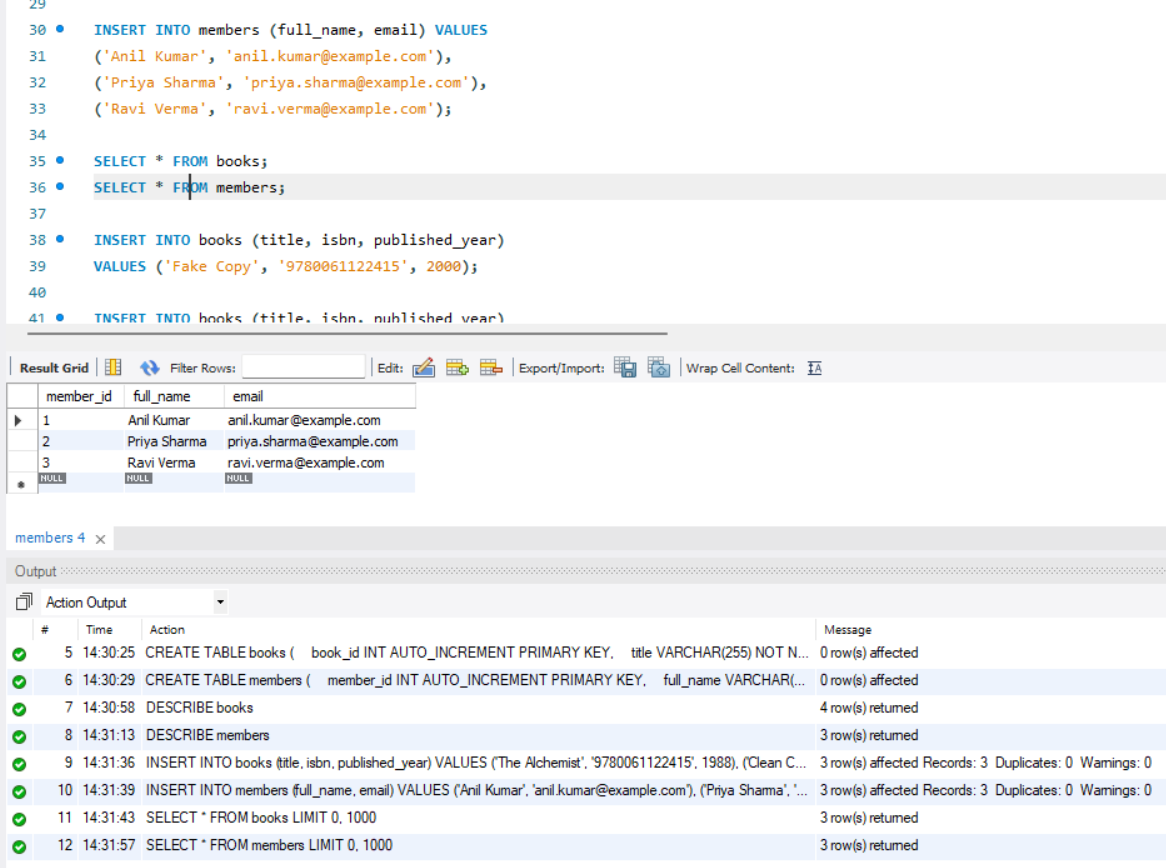 29
30 INSERT INTO members (full_name, email) VALUES
31 ('Anil Kumar', 'anil.kumar@example.com'),
32 ('Priya Sharma', 'priya.sharma@example.com'),
33 ('Ravi Verma', 'ravi.verma@example.com');
34
35 SELECT * FROM books;
36 SELECT * FROM members;
37
38 INSERT INTO books (title, isbn, published_year)
39 VALUES ('Fake Copy', '9780061122415', 2000);
40
41 INSERT INTO books (title, isbn, published_year)
Result Grid Filter Rows: Edit: Export/Import: Wrap Cell Content: IA
member_id full_name email
1 Anil Kumar anil.kumar@example.com
2 Priya Sharma priya.sharma@example.com
3 Ravi Verma ravi.verma@example.com
NULL NULL NULL
members 4
Output
Action Output
# Time Action Message
5 14:30:25 CREATE TABLE books ( book_id INT AUTO_INCREMENT PRIMARY KEY, title VARCHAR(255) NOT N... 0 row(s) affected
6 14:30:29 CREATE TABLE members ( member_id INT AUTO_INCREMENT PRIMARY KEY, full_name VARCHAR(... 0 row(s) affected
7 14:30:58 DESCRIBE books 4 row(s) returned
8 14:31:13 DESCRIBE members 3 row(s) returned
9 14:31:36 INSERT INTO books (title, isbn, published_year) VALUES ('The Alchemist', '9780061122415', 1988), ('Clean C... 3 row(s) affected Records: 3 Duplicates: 0 Warnings: 0
10 14:31:39 INSERT INTO members (full_name, email) VALUES ('Anil Kumar', 'anil.kumar@example.com'), ('Priya Sharma', '... 3 row(s) affected Records: 3 Duplicates: 0 Warnings: 0
11 14:31:43 SELECT * FROM books LIMIT 0, 1000 3 row(s) returned
12 14:31:57 SELECT * FROM members LIMIT 0, 1000 3 row(s) returned